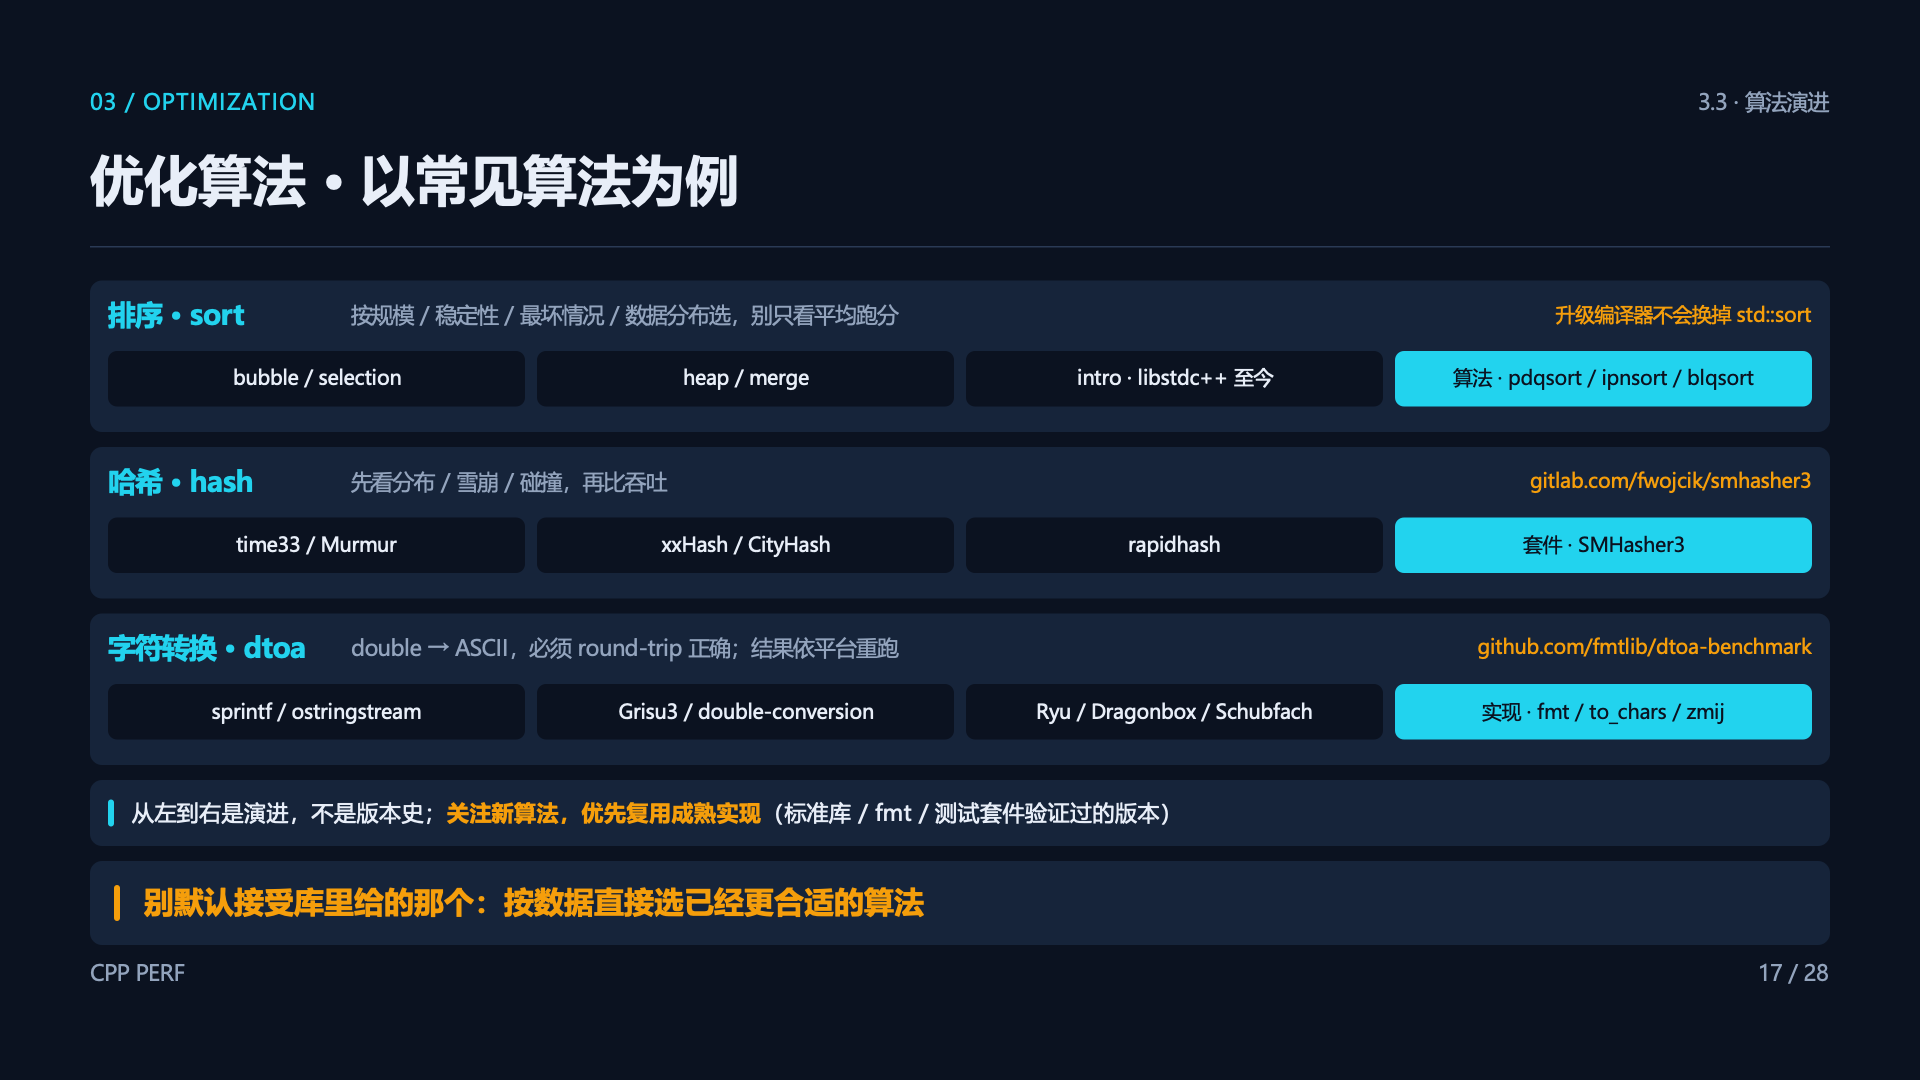 03 / OPTIMIZATION
3.3 · 算法演进
优化算法 • 以常见算法为例
排序 • sort
按规模 / 稳定性 / 最坏情况 / 数据分布选，别只看平均跑分
升级编译器不会换掉 std::sort
bubble / selection
heap / merge
intro · libstdc++ 至今
算法 · pdqsort / ipnsort / blqsort
哈希 • hash
先看分布 / 雪崩 / 碰撞，再比吞吐
gitlab.com/fwojcik/smhasher3
time33 / Murmur
xxHash / CityHash
rapidhash
套件 · SMHasher3
字符转换 • dtoa
double → ASCII，必须 round-trip 正确；结果依平台重跑
github.com/fmtlib/dtoa-benchmark
sprintf / ostringstream
Grisu3 / double-conversion
Ryu / Dragonbox / Schubfach
实现 · fmt / to_chars / zmij
从左到右是演进，不是版本史；关注新算法，优先复用成熟实现（标准库 / fmt / 测试套件验证过的版本）
别默认接受库里给的那个：按数据直接选已经更合适的算法
CPP PERF
17 / 28